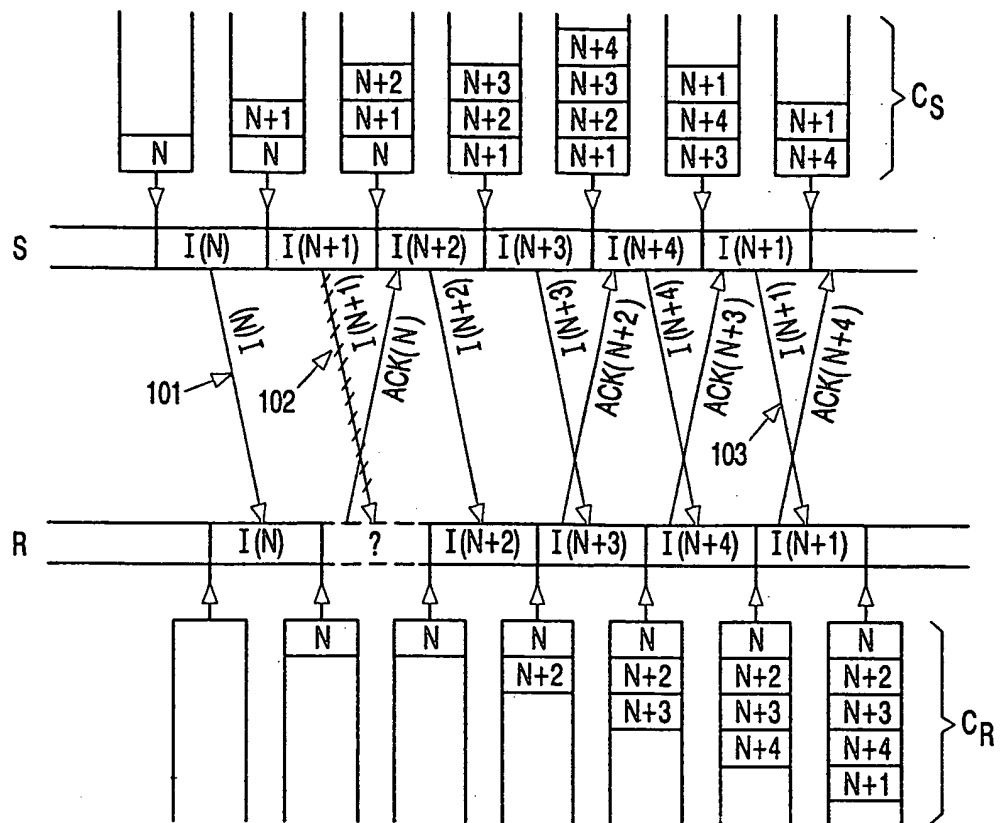 N
N+1
N
N+2
N+1
N
N+3
N+2
N+1
N+4
N+3
N+2
N+1
N+1
N+4
N+3
N+1
N+4
C_S
S
I(N)
I(N+1)
I(N+2)
I(N+3)
I(N+4)
I(N+1)
I(N)
I(N+1)
ACK(N)
I(N+2)
I(N+3)
ACK(N+2)
I(N+4)
ACK(N+3)
I(N+1)
ACK(N+4)
101
102
103
R
I(N)
?
I(N+2)
I(N+3)
I(N+4)
I(N+1)
N
N
N
N+2
N
N+2
N+3
N
N+2
N+3
N+4
N
N+2
N+3
N+4
N+1
C_R